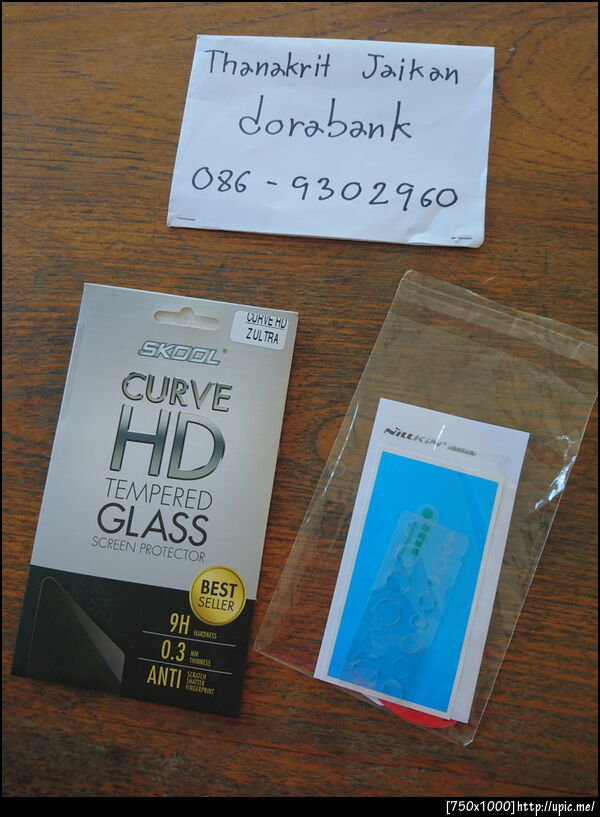 Thanakrit Jaikan
dorabank
086 - 9302960
CURVE HD
Z ULTRA
SKOOL®
CURVE
HD
TEMPERED
GLASS
SCREEN PROTECTOR
BEST
SELLER
9H HARDNESS
0.3 MM THINNESS
ANTI SCRATCH
SHATTER
FINGERPRINT
NILLKIN
[750x1000]http://upic.me/